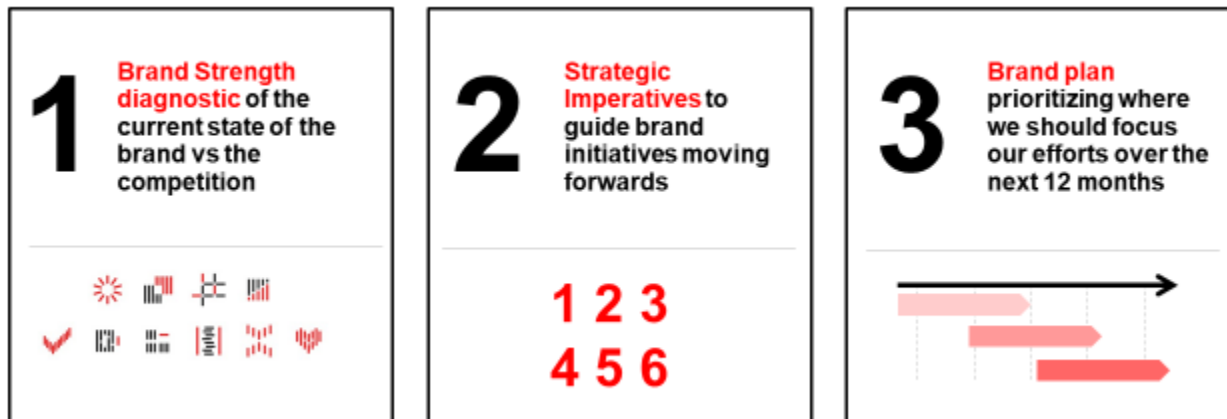 1
Brand Strength
diagnostic of the
current state of the
brand vs the
competition
2
Strategic
Imperatives to
guide brand
initiatives moving
forwards
1 2 3
4 5 6
3
Brand plan
prioritizing where
we should focus
our efforts over the
next 12 months